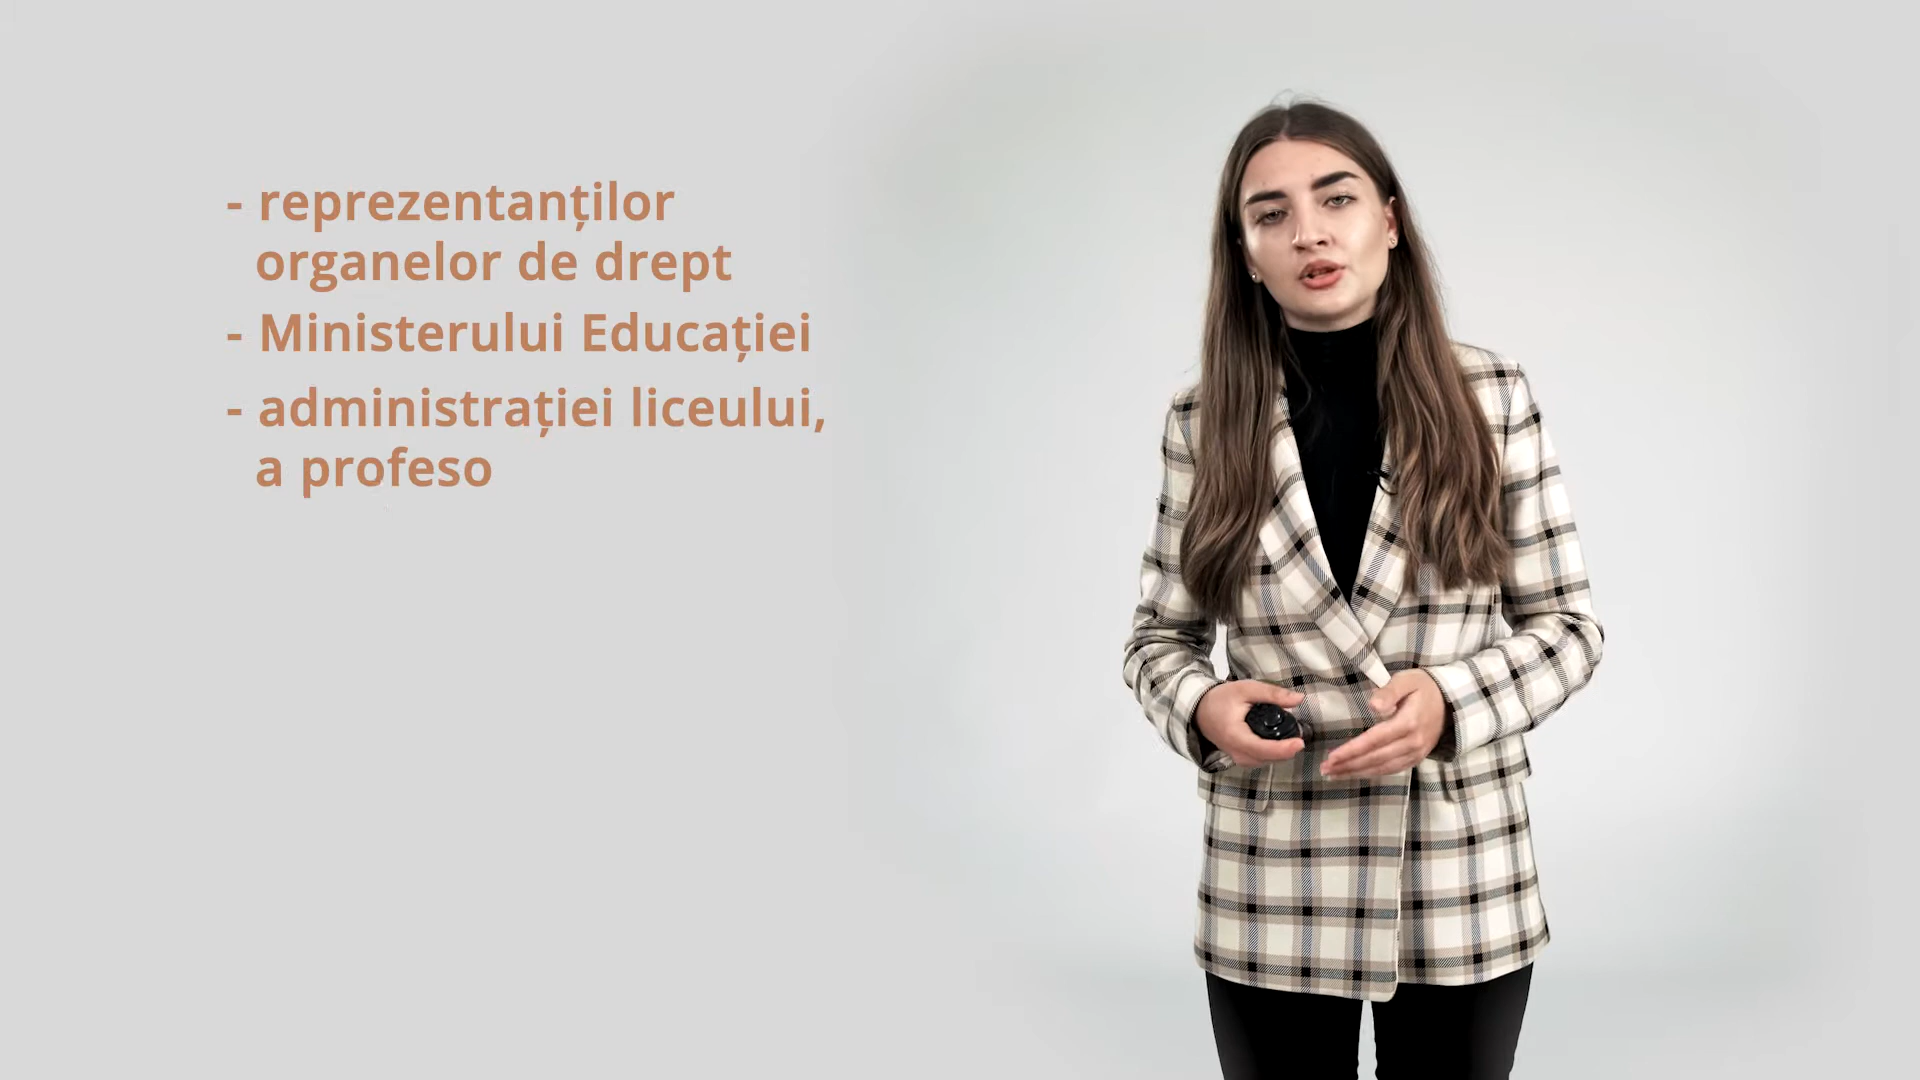 - reprezentanților
organelor de drept
- Ministerului Educației
- administrației liceului,
a profeso